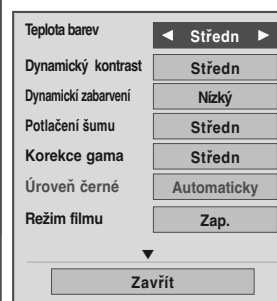 Teplota barev ◀ Středn ▶
Dynamický kontrast Středn
Dynamickí zabarvení Nízký
Potlačení šumu Středn
Korekce gama Středn
Úroveň černé Automaticky
Režim filmu Zap.
▼
Zavřít